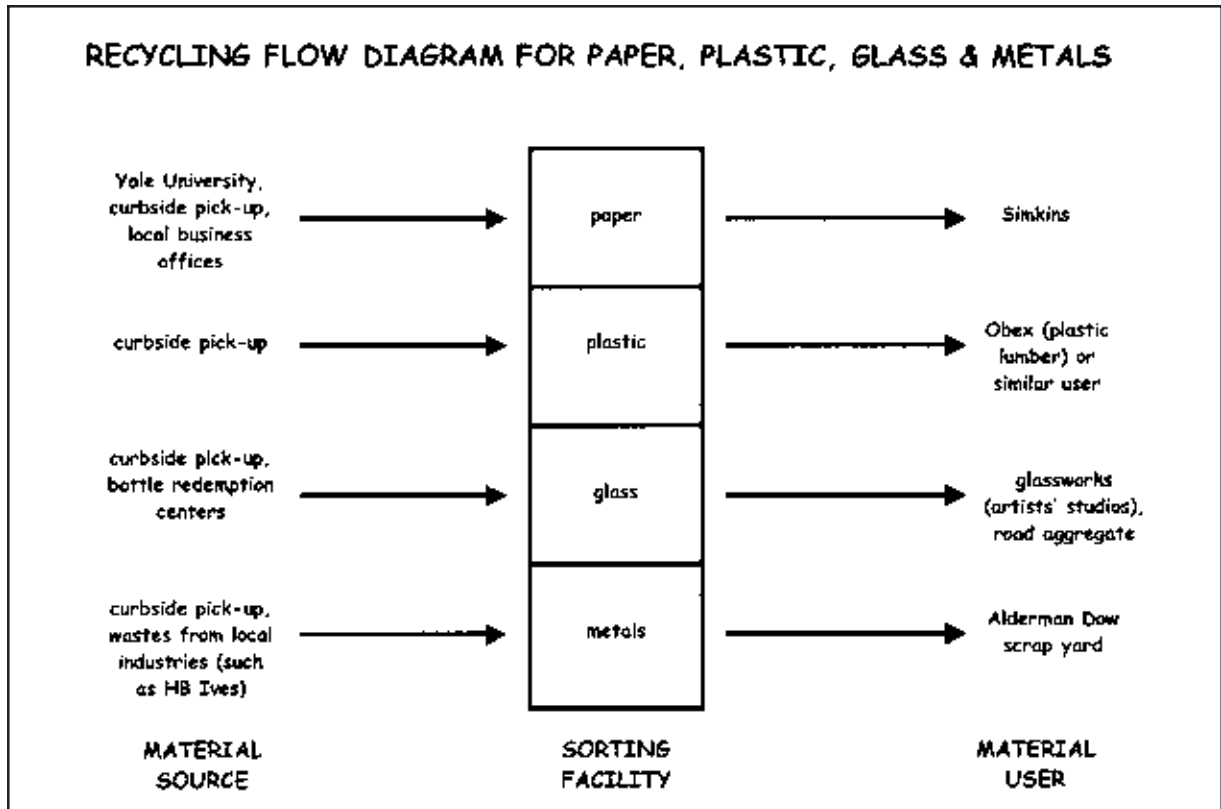 RECYCLING FLOW DIAGRAM FOR PAPER, PLASTIC, GLASS & METALS
Yale University,
curbside pick-up,
local business
offices
paper
Simkins
curbside pick-up
plastic
Obex (plastic
lumber) or
similar user
curbside pick-up,
bottle redemption
centers
glass
glassworks
(artists' studios),
road aggregate
curbside pick-up,
wastes from local
industries (such
as HB Ives)
metals
Alderman Dow
scrap yard
MATERIAL
SOURCE
SORTING
FACILITY
MATERIAL
USER